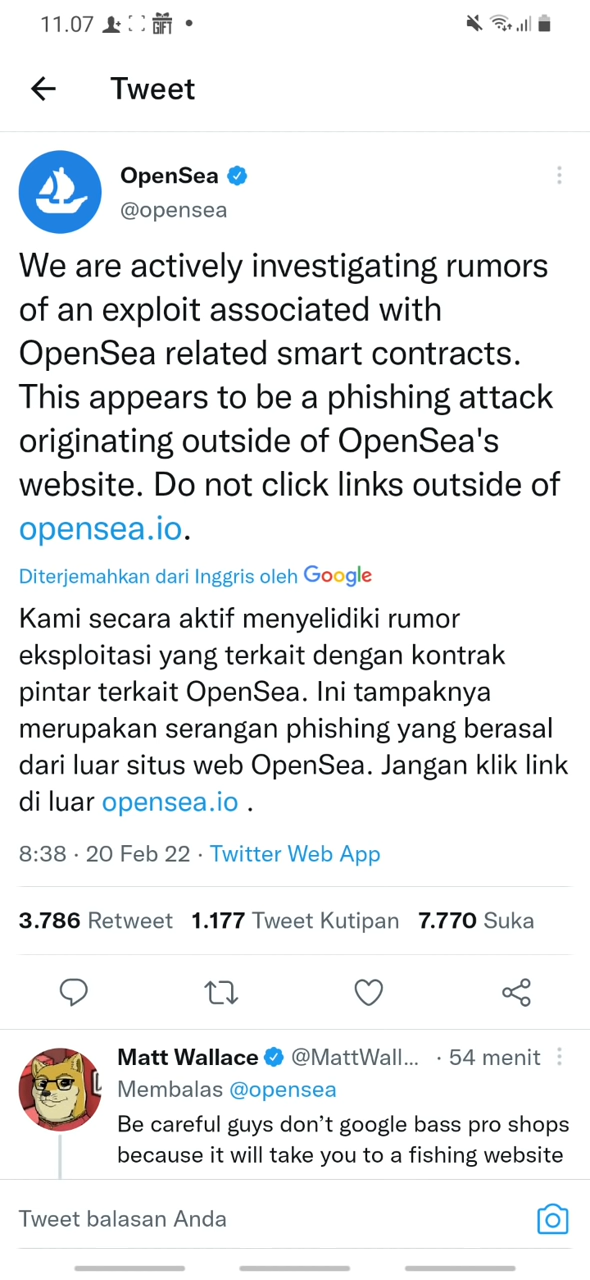 11.07 GIFT
Tweet
OpenSea
@opensea
We are actively investigating rumors
of an exploit associated with
OpenSea related smart contracts.
This appears to be a phishing attack
originating outside of OpenSea's
website. Do not click links outside of
opensea.io.
Diterjemahkan dari Inggris oleh Google
Kami secara aktif menyelidiki rumor
eksploitasi yang terkait dengan kontrak
pintar terkait OpenSea. Ini tampaknya
merupakan serangan phishing yang berasal
dari luar situs web OpenSea. Jangan klik link
di luar opensea.io .
8:38 · 20 Feb 22 · Twitter Web App
3.786 Retweet 1.177 Tweet Kutipan 7.770 Suka
Matt Wallace @MattWall... · 54 menit
Membalas @opensea
Be careful guys don’t google bass pro shops
because it will take you to a fishing website
Tweet balasan Anda